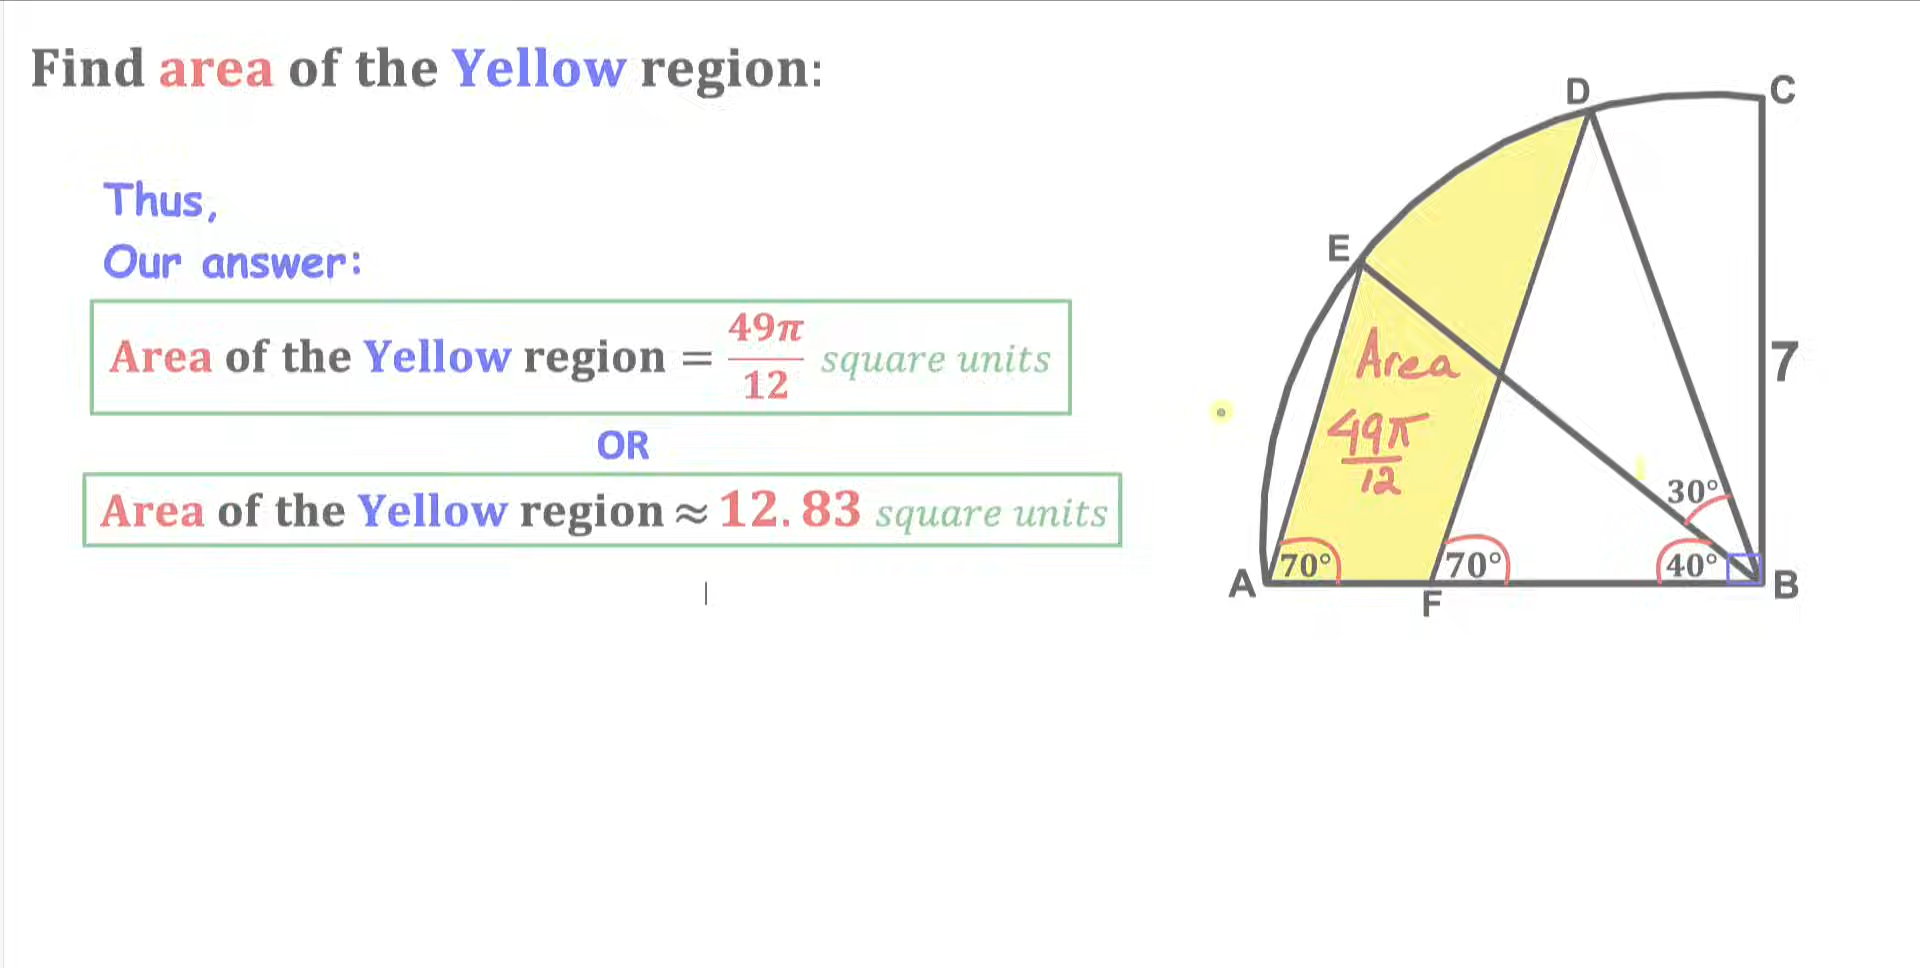 Find area of the Yellow region:
Thus,
Our answer:
Area of the Yellow region = 49π/12 square units
OR
Area of the Yellow region ≈ 12.83 square units
D
C
E
Area
49π/12
7
30°
A
70°
F
70°
40°
B